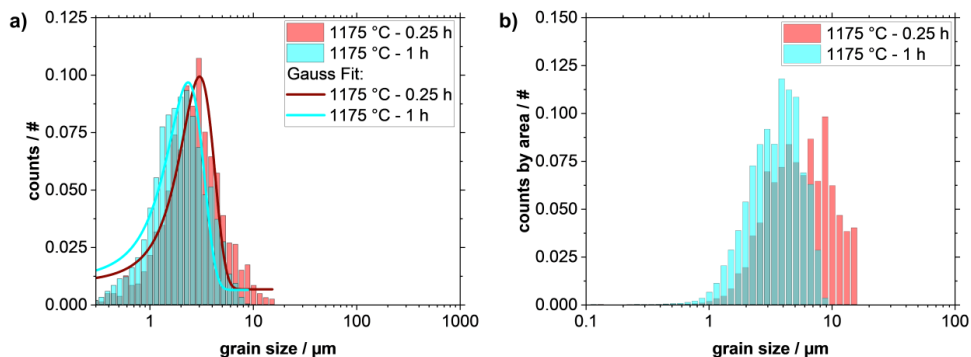 a)
0.125
0.100
0.075
0.050
0.025
0.000
counts / #
1175 °C - 0.25 h
1175 °C - 1 h
Gauss Fit:
1175 °C - 0.25 h
1175 °C - 1 h
1
10
100
1000
grain size / µm
b)
0.150
0.125
0.100
0.075
0.050
0.025
0.000
counts by area / #
1175 °C - 0.25 h
1175 °C - 1 h
0.1
1
10
100
grain size / µm